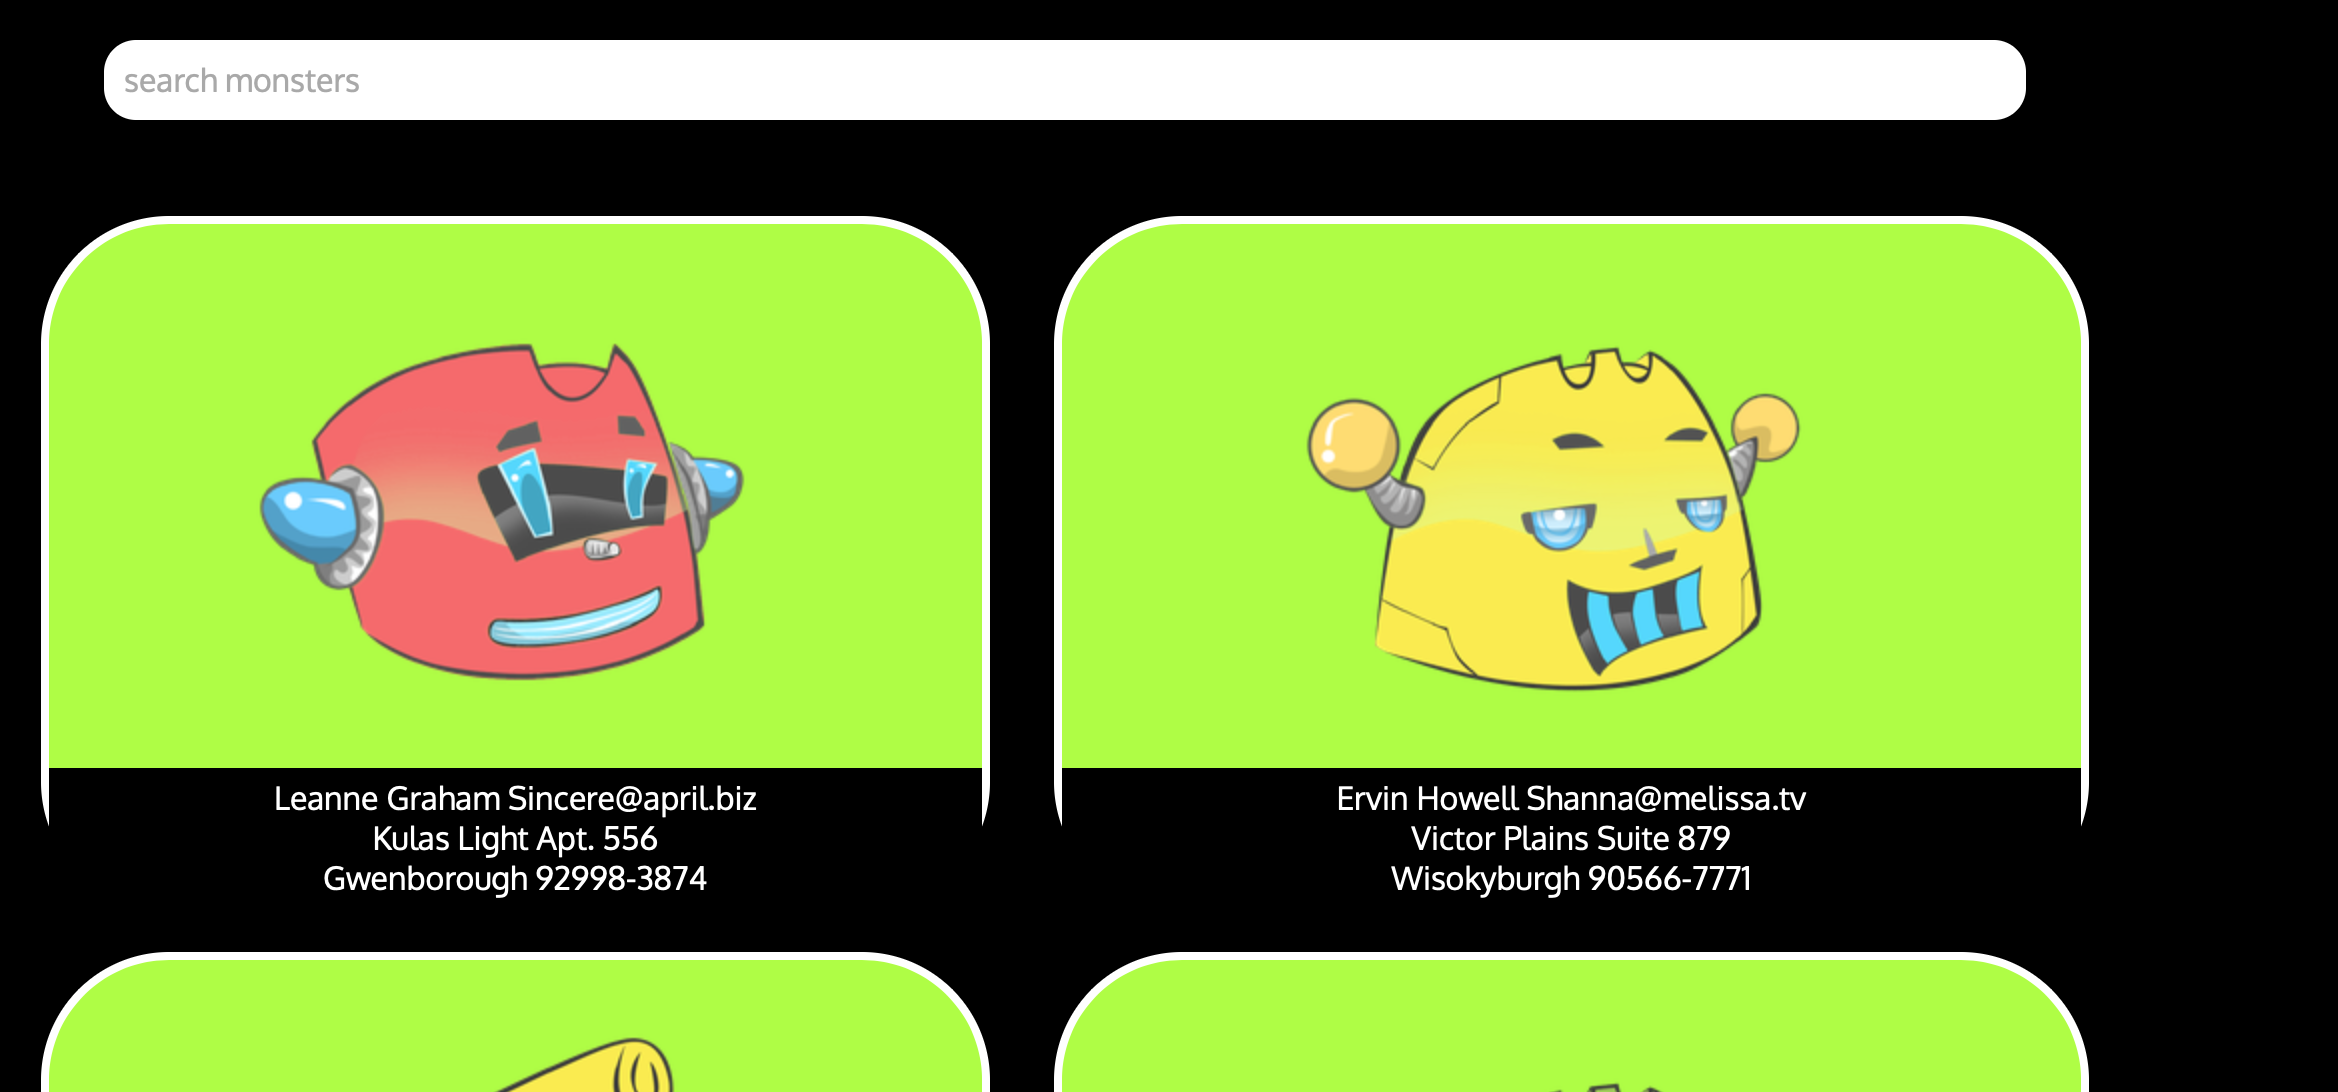 search monsters
Leanne Graham Sincere@april.biz
Kulas Light Apt. 556
Gwenborough 92998-3874
Ervin Howell Shanna@melissa.tv
Victor Plains Suite 879
Wisokyburgh 90566-7771